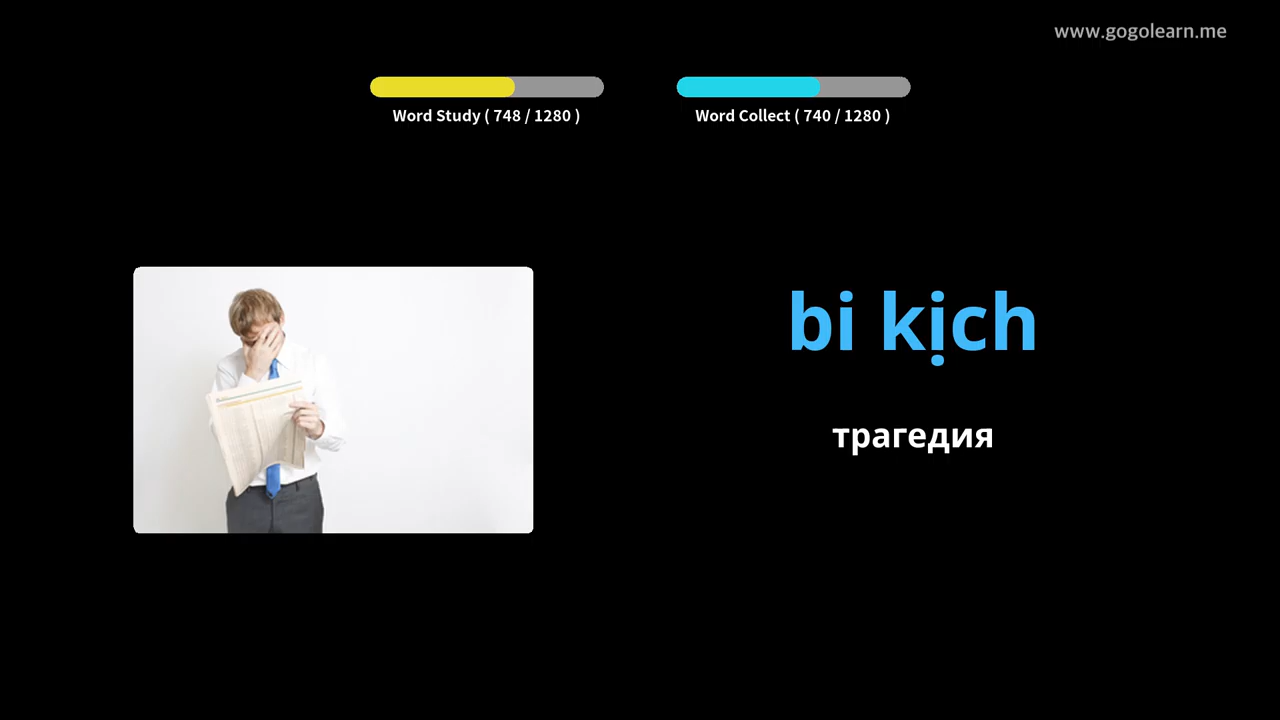 www.gogolearn.me
Word Study ( 748 / 1280 )
Word Collect ( 740 / 1280 )
bi kịch
трагедия